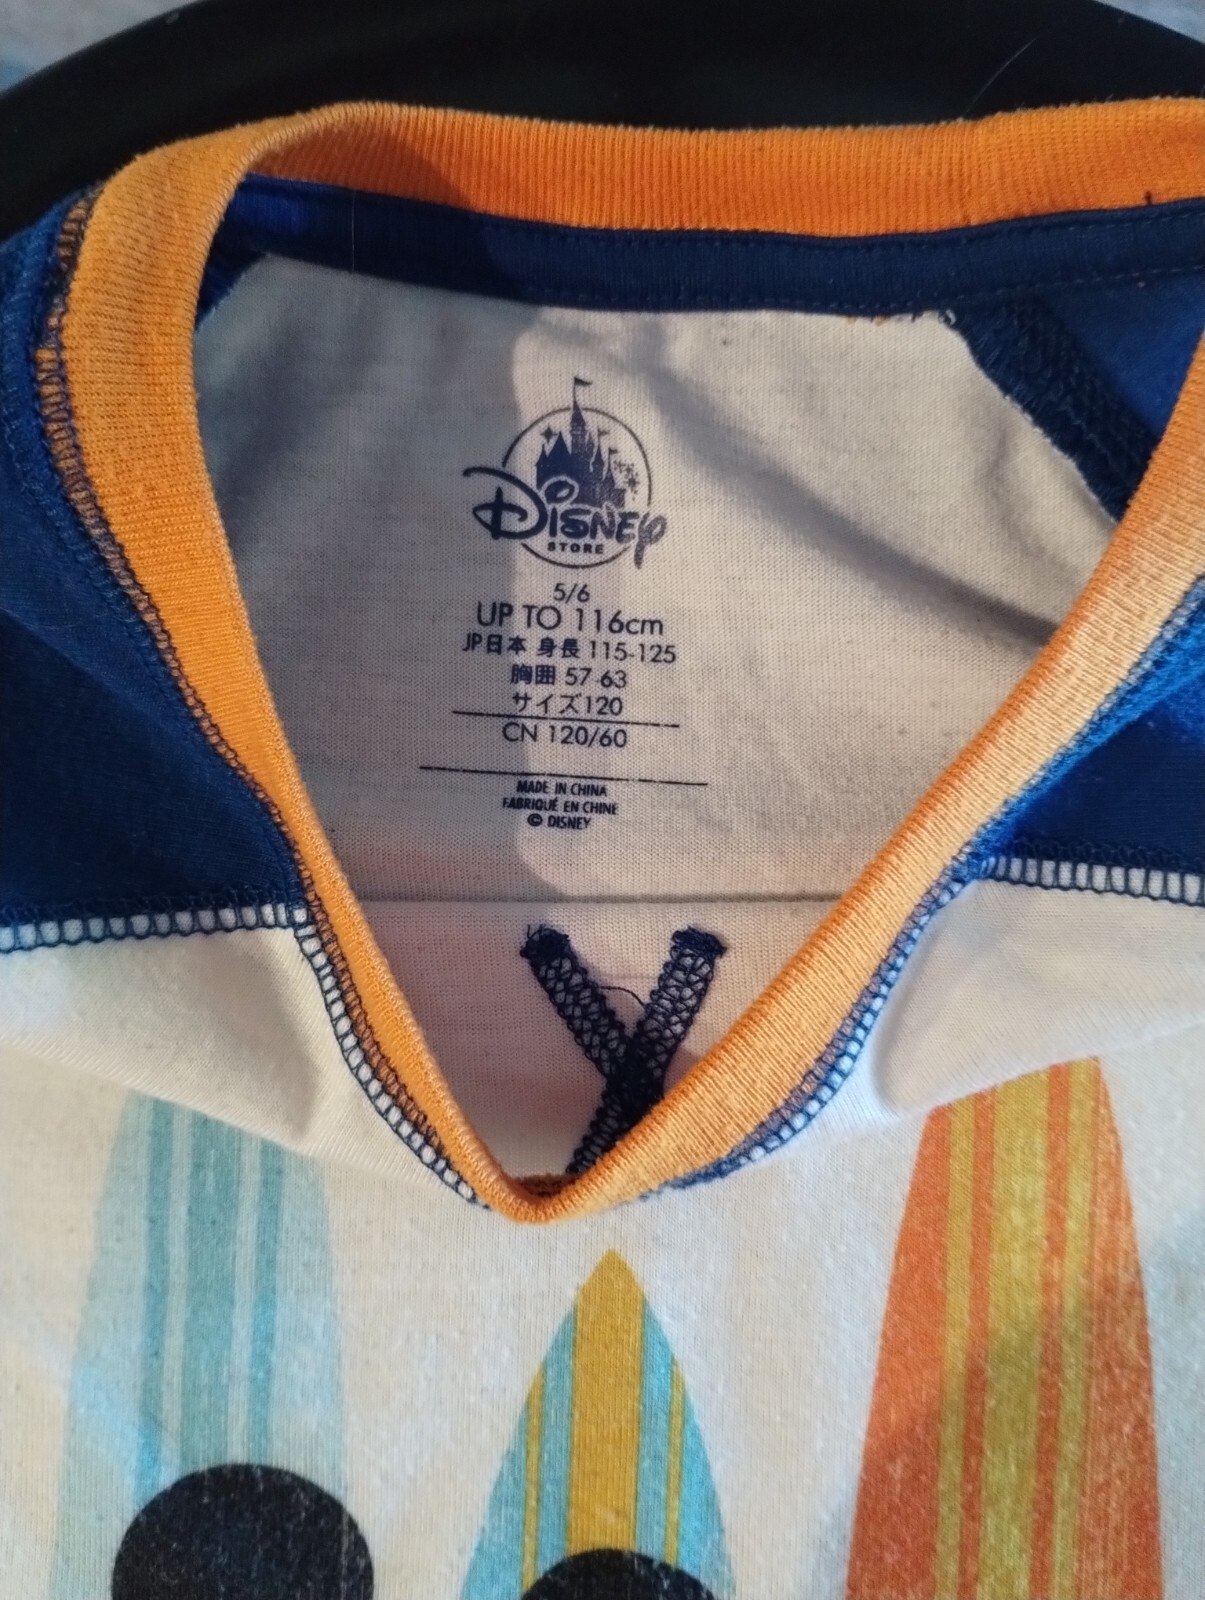 Disney
STORE
5/6
UP TO 116cm
JP日本 身長 115-125
胸囲 57-63
サイズ120
CN 120/60
MADE IN CHINA
FABRIQUÉ EN CHINE
© DISNEY